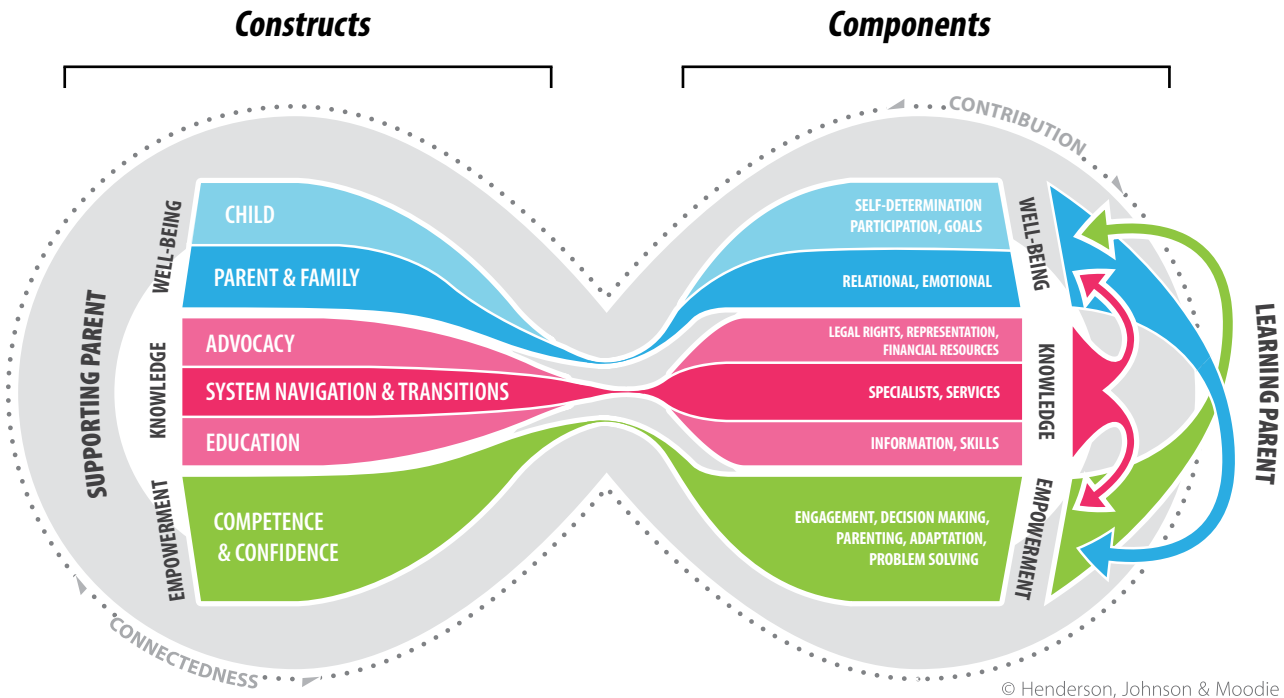 Constructs
Components
CONTRIBUTION
SUPPORTING PARENT
WELL-BEING
CHILD
PARENT & FAMILY
KNOWLEDGE
ADVOCACY
SYSTEM NAVIGATION & TRANSITIONS
EDUCATION
EMPOWERMENT
COMPETENCE
& CONFIDENCE
CONNECTEDNESS
SELF-DETERMINATION
PARTICIPATION, GOALS
RELATIONAL, EMOTIONAL
WELL-BEING
LEGAL RIGHTS, REPRESENTATION,
FINANCIAL RESOURCES
SPECIALISTS, SERVICES
INFORMATION, SKILLS
KNOWLEDGE
ENGAGEMENT, DECISION MAKING,
PARENTING, ADAPTATION,
PROBLEM SOLVING
EMPOWERMENT
LEARNING PARENT
© Henderson, Johnson & Moodie